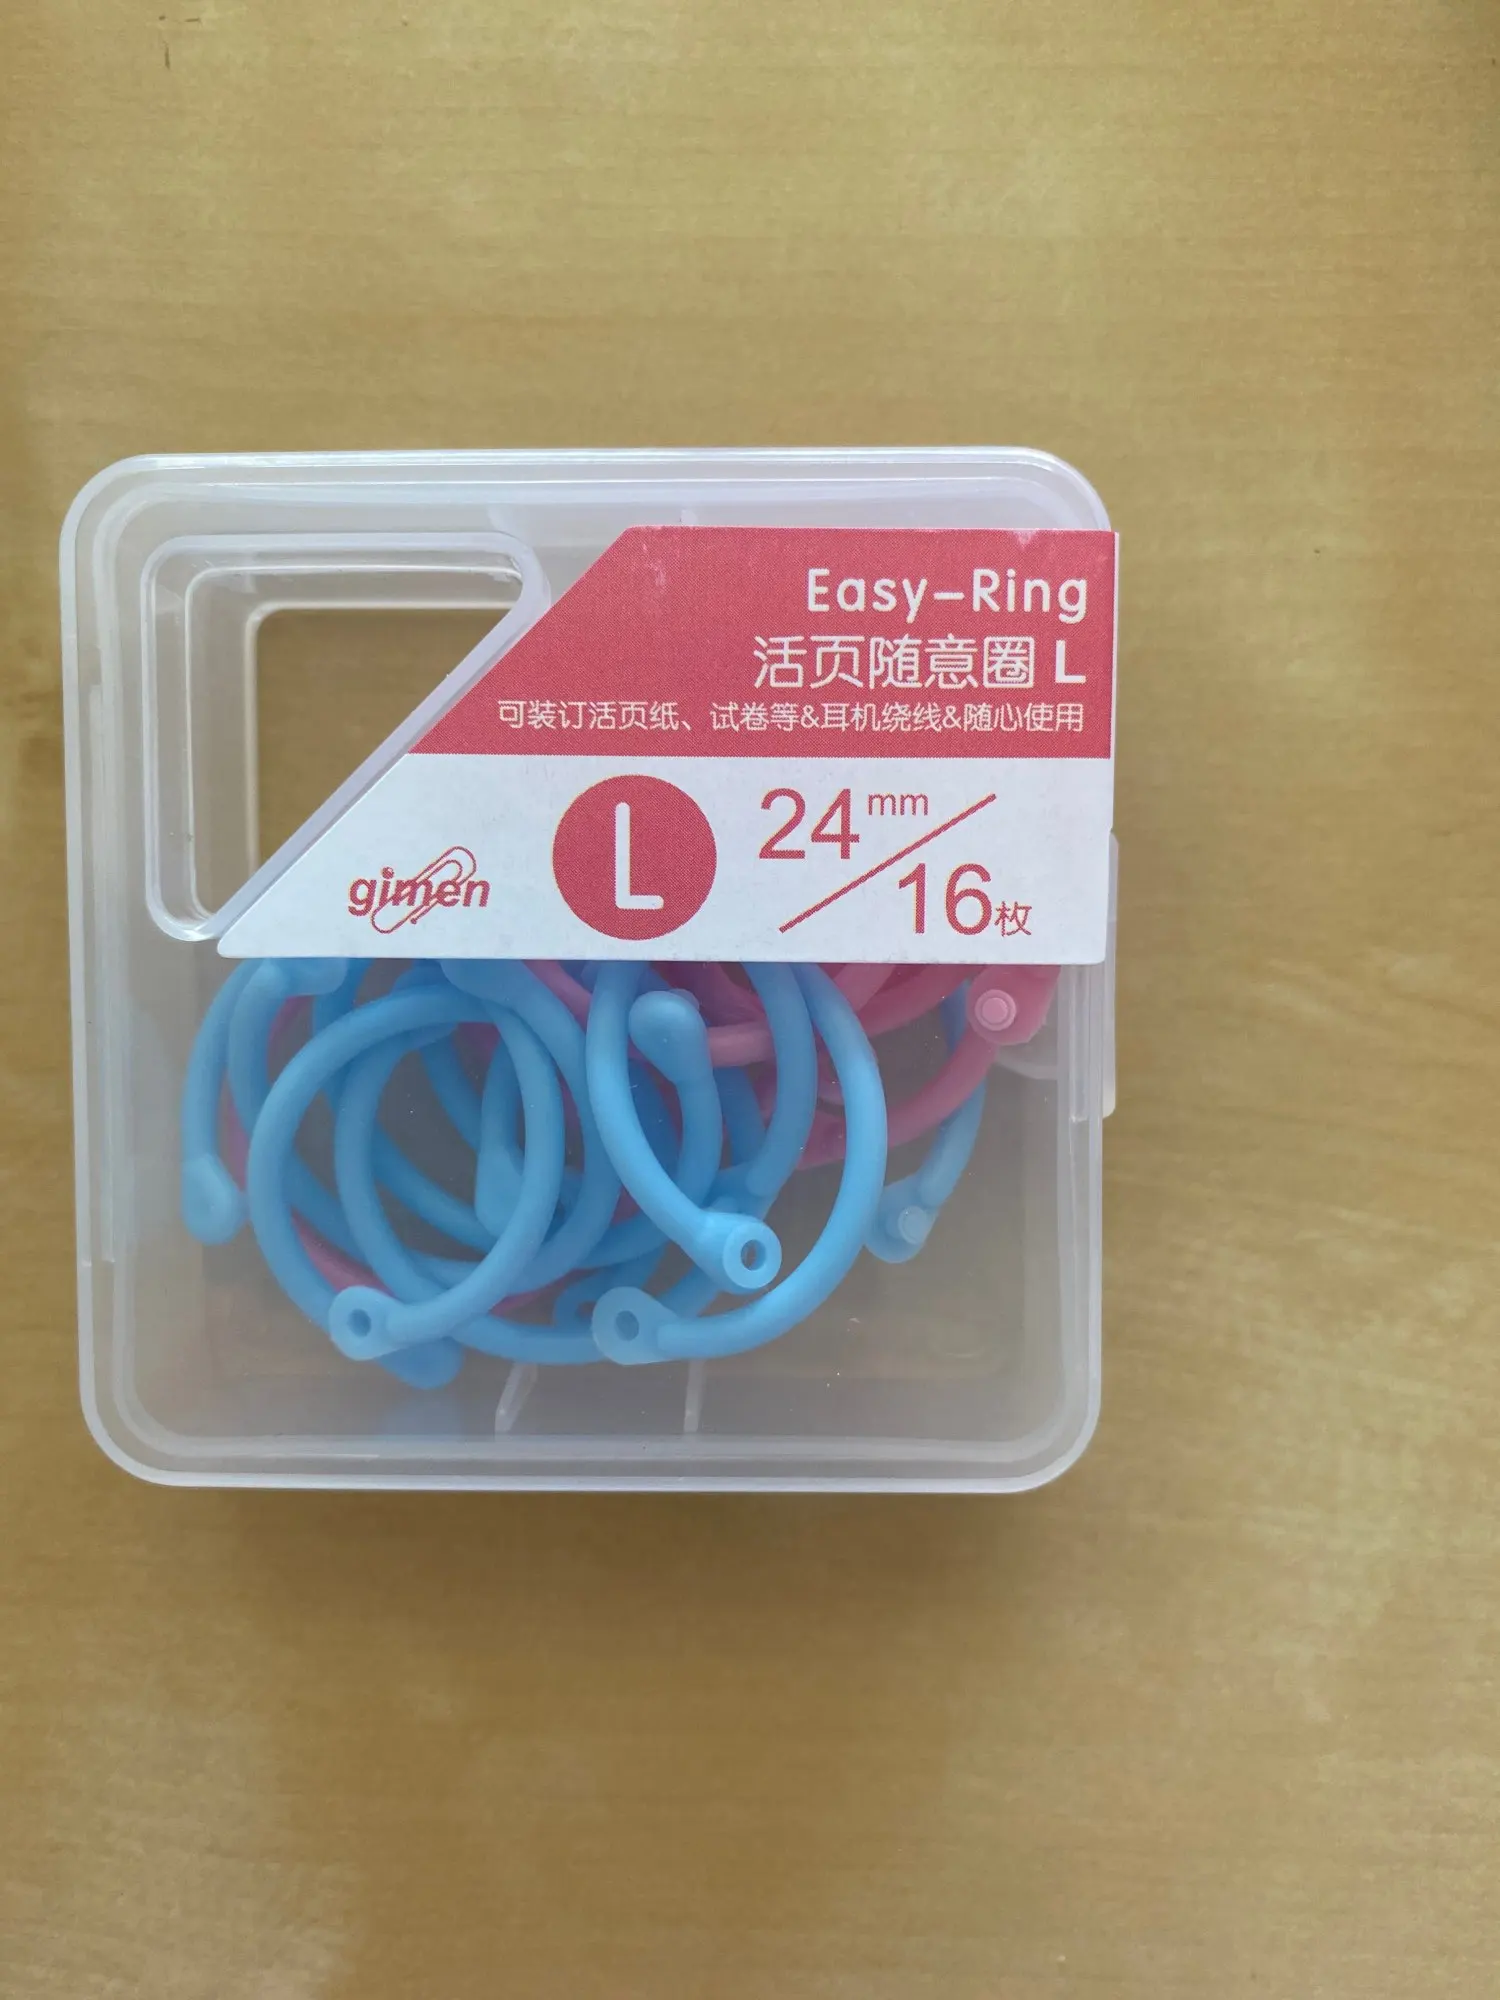 Easy-Ring
活页随意圈 L
可装订活页纸、试卷等&耳机绕线&随心使用
gimen
L
24mm/16枚